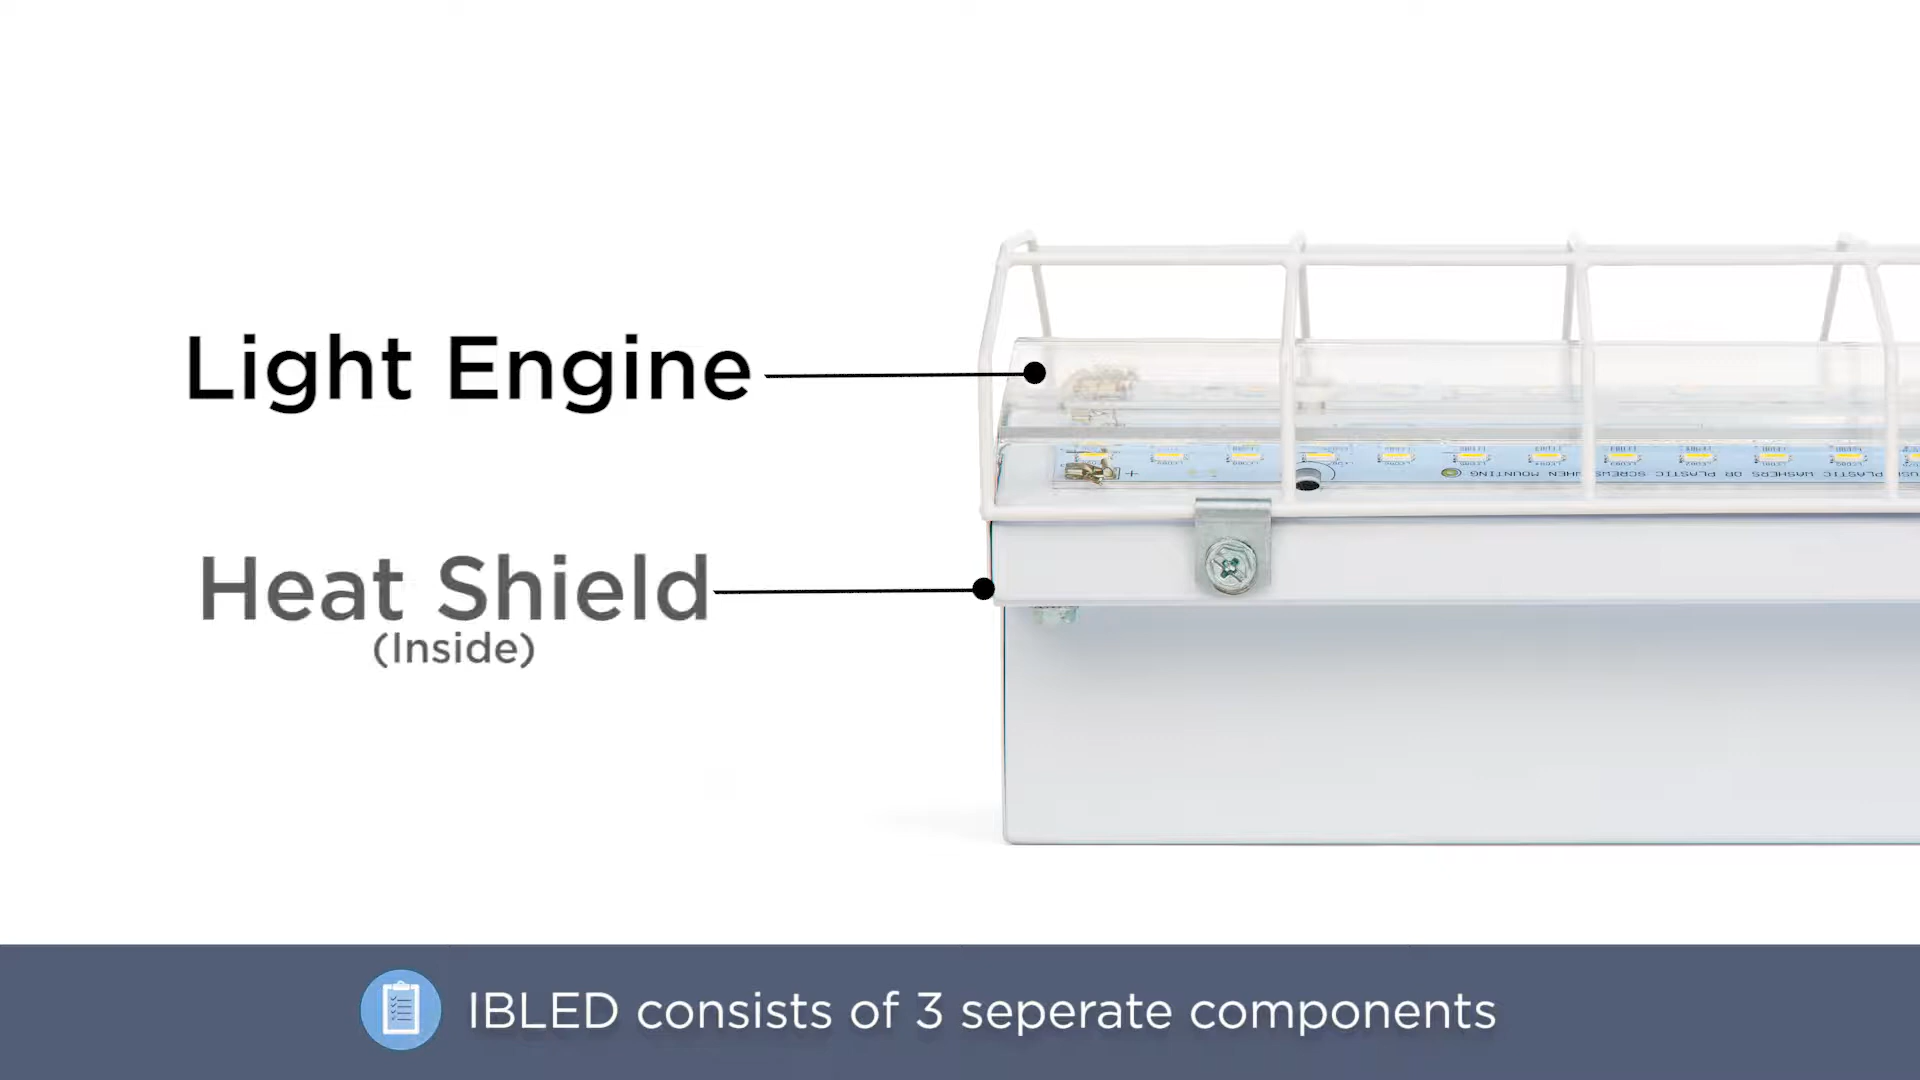 Light Engine
Heat Shield
(Inside)
IBLED consists of 3 seperate components